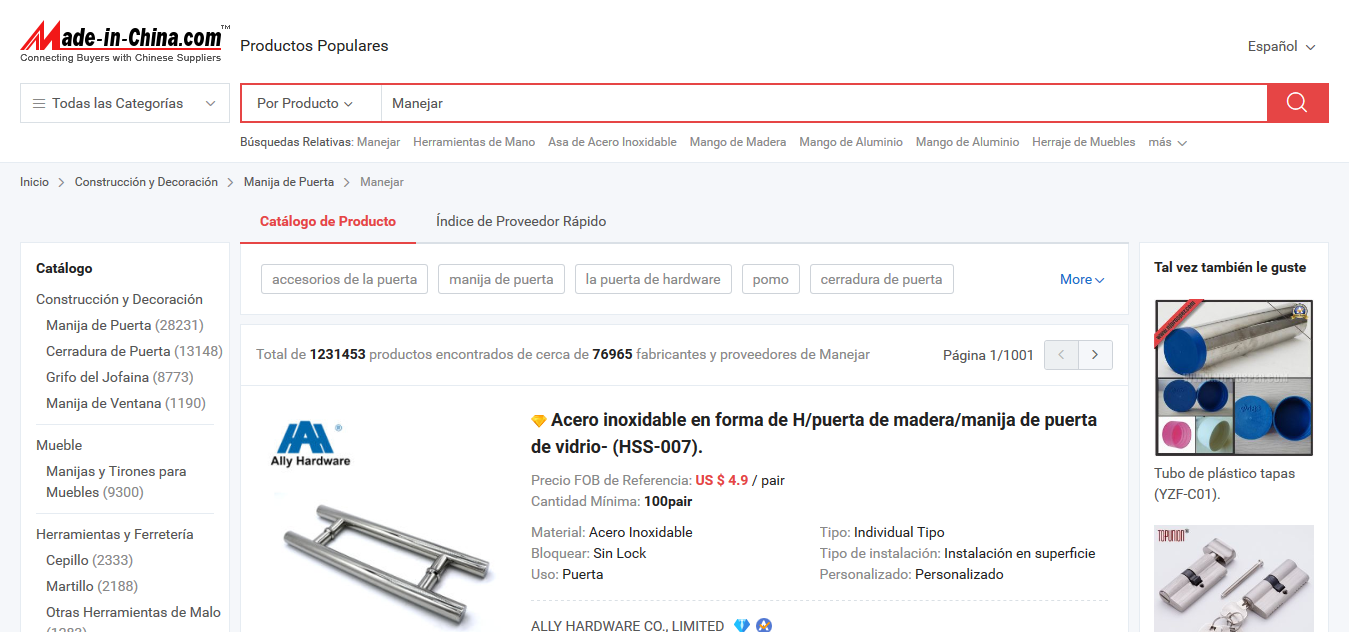 Made-in-China.com™
Connecting Buyers with Chinese Suppliers
Productos Populares
Español
Todas las Categorías
Por Producto
Manejar
Búsquedas Relativas: Manejar Herramientas de Mano Asa de Acero Inoxidable Mango de Madera Mango de Aluminio Mango de Aluminio Herraje de Muebles más
Inicio Construcción y Decoración Manija de Puerta Manejar
Catálogo de Producto
Índice de Proveedor Rápido
Catálogo
Construcción y Decoración
Manija de Puerta (28231)
Cerradura de Puerta (13148)
Grifo del Jofaina (8773)
Manija de Ventana (1190)
Mueble
Manijas y Tirones para
Muebles (9300)
Herramientas y Ferretería
Cepillo (2333)
Martillo (2188)
Otras Herramientas de Malo
accesorios de la puerta
manija de puerta
la puerta de hardware
pomo
cerradura de puerta
More
Total de 1231453 productos encontrados de cerca de 76965 fabricantes y proveedores de Manejar
Página 1/1001
Ally Hardware
Acero inoxidable en forma de H/puerta de madera/manija de puerta
de vidrio- (HSS-007).
Precio FOB de Referencia: US $ 4.9 / pair
Cantidad Mínima: 100pair
Material: Acero Inoxidable
Tipo: Individual Tipo
Bloquear: Sin Lock
Tipo de instalación: Instalación en superficie
Uso: Puerta
Personalizado: Personalizado
ALLY HARDWARE CO., LIMITED
Tal vez también le guste
Tubo de plástico tapas
(YZF-C01).
TOPUNION